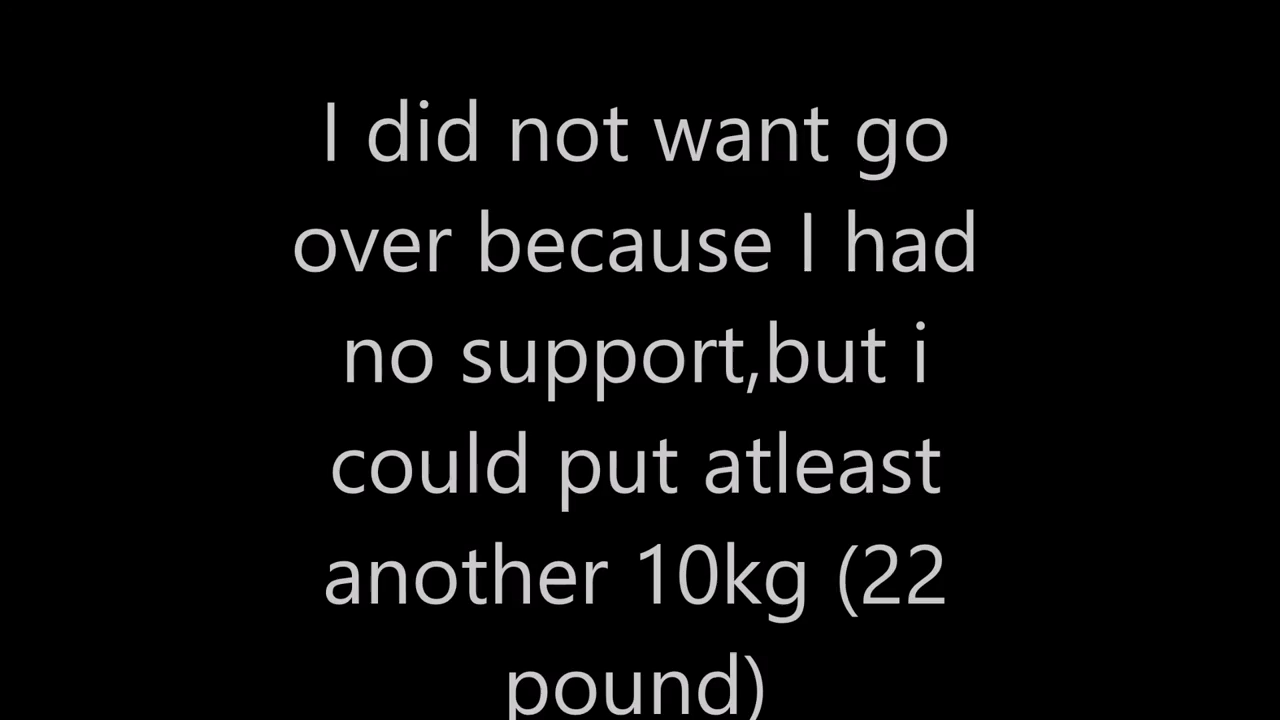 I did not want go
over because I had
no support,but i
could put atleast
another 10kg (22
pound)